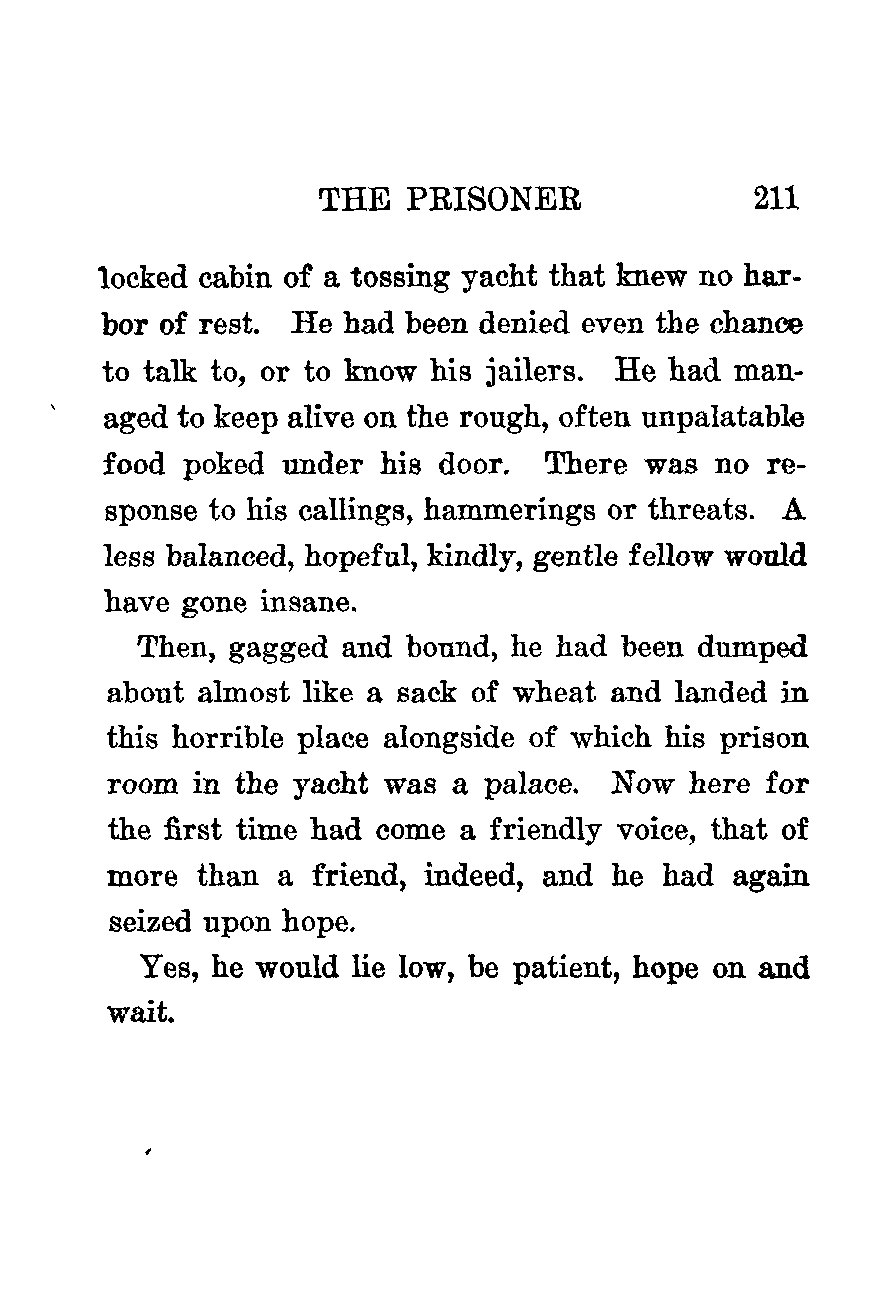 THE PRISONER 211
locked cabin of a tossing yacht that knew no har-
bor of rest. He had been denied even the chance
to talk to, or to know his jailers. He had man-
aged to keep alive on the rough, often unpalatable
food poked under his door. There was no re-
sponse to his callings, hammerings or threats. A
less balanced, hopeful, kindly, gentle fellow would
have gone insane.
Then, gagged and bound, he had been dumped
about almost like a sack of wheat and landed in
this horrible place alongside of which his prison
room in the yacht was a palace. Now here for
the first time had come a friendly voice, that of
more than a friend, indeed, and he had again
seized upon hope.
Yes, he would lie low, be patient, hope on and
wait.